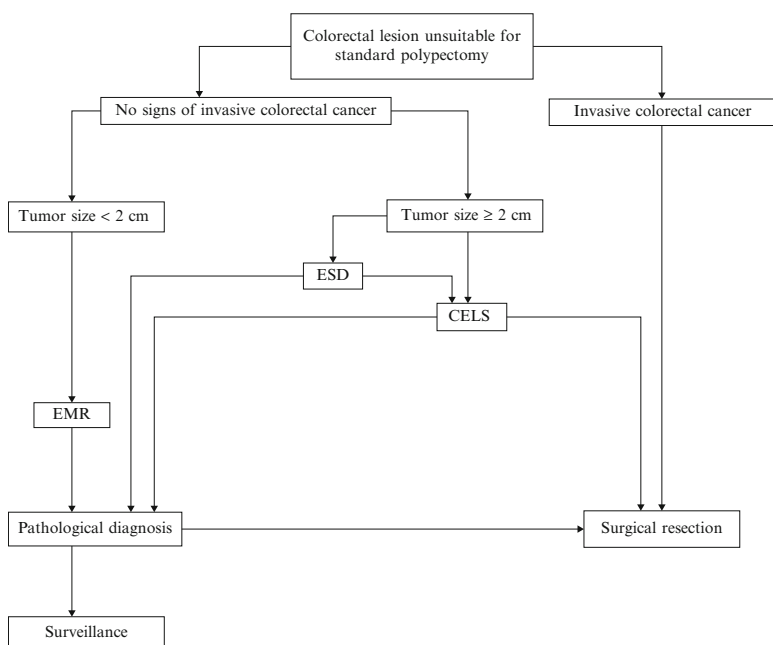 Colorectal lesion unsuitable for
standard polypectomy
No signs of invasive colorectal cancer
Invasive colorectal cancer
Tumor size < 2 cm
Tumor size ≥ 2 cm
ESD
CELS
EMR
Pathological diagnosis
Surgical resection
Surveillance